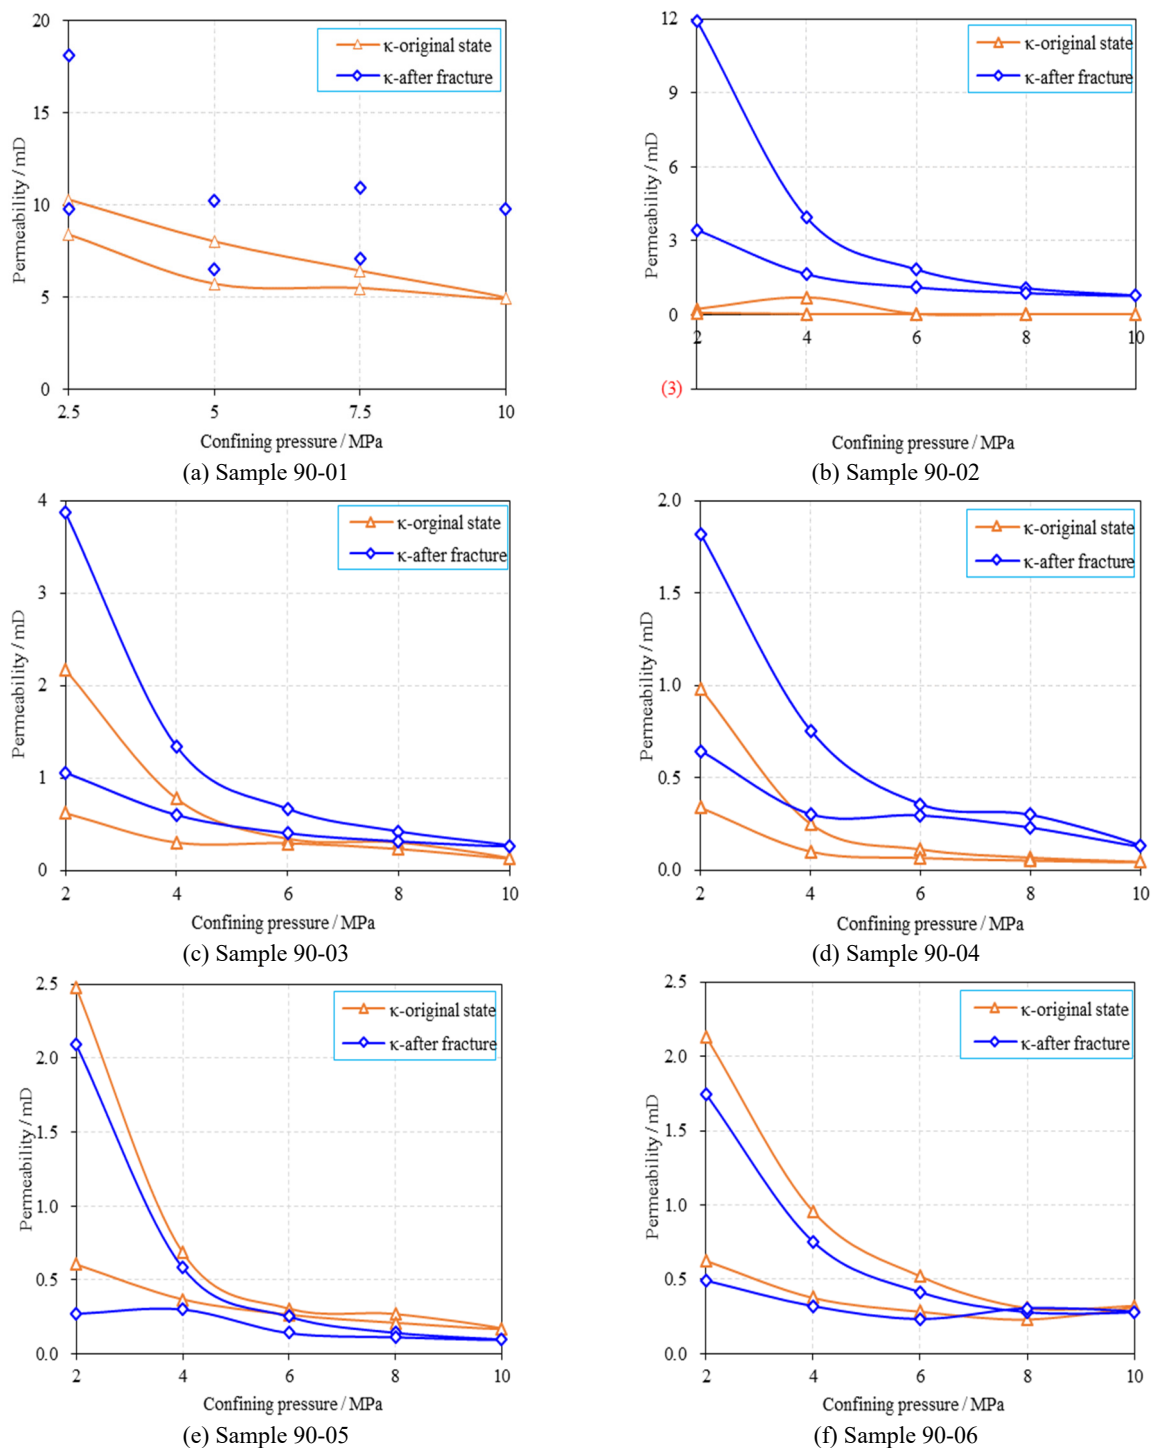 20
15
10
5
0
Permeability / mD
κ-original state
κ-after fracture
2.5
5
7.5
10
Confining pressure / MPa
(a) Sample 90-01
12
9
6
3
0
(3)
Permeability / mD
κ-original state
κ-after fracture
2
4
6
8
10
Confining pressure / MPa
(b) Sample 90-02
4
3
2
1
0
Permeability / mD
κ-orginal state
κ-after fracture
2
4
6
8
10
Confining pressure / MPa
(c) Sample 90-03
2.0
1.5
1.0
0.5
0.0
Permeability / mD
κ-original state
κ-after fracture
2
4
6
8
10
Confining pressure / MPa
(d) Sample 90-04
2.5
2.0
1.5
1.0
0.5
0.0
Permeability / mD
κ-original state
κ-after fracture
2
4
6
8
10
Confining pressure / MPa
(e) Sample 90-05
2.5
2.0
1.5
1.0
0.5
0.0
Permeability / mD
κ-original state
κ-after fracture
2
4
6
8
10
Confining pressure / MPa
(f) Sample 90-06